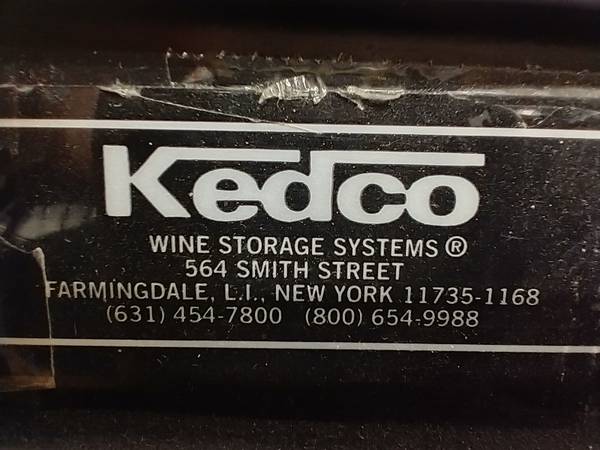 Kedco
WINE STORAGE SYSTEMS ®
564 SMITH STREET
FARMINGDALE, L.I., NEW YORK 11735-1168
(631) 454-7800 (800) 654-9988